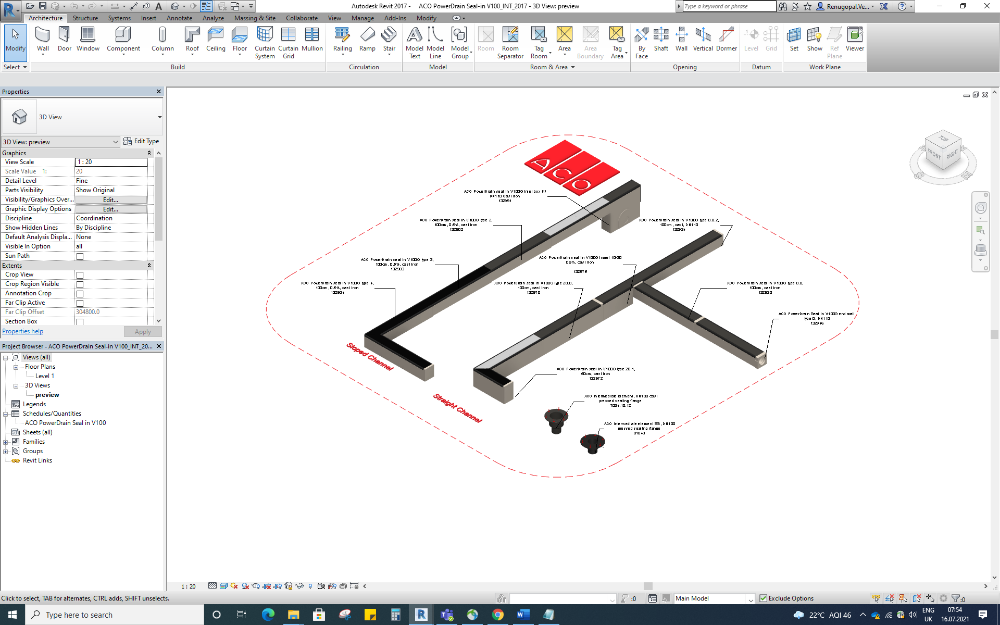 Autodesk Revit 2017 - ACO PowerDrain Seal-in V100_INT_2017 - 3D View: preview
Type a keyword or phrase
Renugopal.Ve...
Architecture Structure Systems Insert Annotate Analyze Massing & Site Collaborate View Manage Add-Ins Modify
Modify Wall Door Window Component Column Roof Ceiling Floor Curtain System Curtain Grid Mullion Railing Ramp Stair Model Text Model Line Model Group Room Room Separator Tag Room Area Area Boundary Tag Area By Face Shaft Wall Vertical Dormer Level Grid Set Show Ref Plane Viewer
Select Build Circulation Model Room & Area Opening Datum Work Plane
Properties
3D View
3D View: preview Edit Type
Graphics
View Scale 1 : 20
Scale Value 1: 20
Detail Level Fine
Parts Visibility Show Original
Visibility/Graphics Over... Edit...
Graphic Display Options Edit...
Discipline Coordination
Show Hidden Lines By Discipline
Default Analysis Displa... None
Visible In Option all
Sun Path
Extents
Crop View
Crop Region Visible
Annotation Crop
Far Clip Active
Far Clip Offset 304800.0
Section Box
Properties help Apply
Project Browser - ACO PowerDrain Seal-in V100_INT_20...
Views (all)
Floor Plans
Level 1
3D Views
preview
Legends
Schedules/Quantities
ACO PowerDrain Seal in V100
Sheets (all)
Families
Groups
Revit Links
TOP
FRONT RIGHT
ACO
ACO PowerDrain seal in V100G inlet box KF
DN110 Cast iron
132991
ACO PowerDrain seal in V100G type 2,
100cm, 0.5%, cast iron
132902
ACO PowerDrain seal in V100G type 0.0.2,
100cm, cast, DN110
132934
ACO PowerDrain seal in V100G type 3,
100cm, 0.5%, cast iron
132903
ACO PowerDrain seal in V100G Invert 10-20
0.5m, cast iron
132975
ACO PowerDrain seal in V100G type 4,
100cm, 0.5%, cast iron
132904
ACO PowerDrain seal in V100G type 20.0,
100cm, cast iron
132970
ACO PowerDrain seal in V100G type 0.0,
100cm, cast iron
132930
ACO PowerDrain Seal in V100G end wall
type 0, DN110
132946
Sloped Channel
ACO PowerDrain seal in V100G type 20.1,
50cm, cast iron
132972
Straight Channel
ACO Intermediate element, DN100 cast
pressed sealing flange
7034.10.12
ACO Intermediate element SS, DN100
pressed sealing flange
01043
1 : 20
Click to select, TAB for alternates, CTRL adds, SHIFT unselects.
:0 Main Model Exclude Options :0
Type here to search
22°C AQI 46
ENG
UK
07:54
16.07.2021